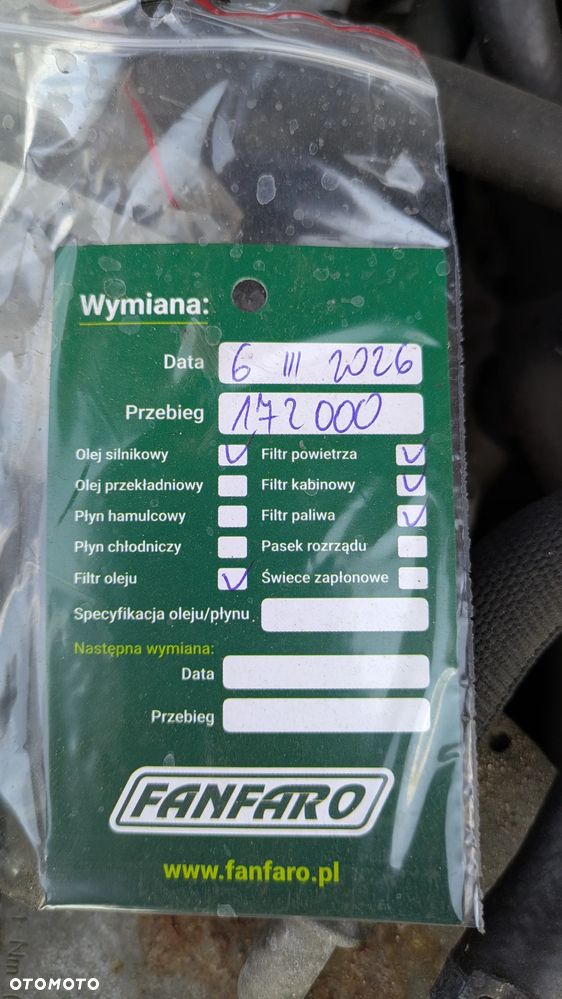 Wymiana:
Data 6 III 2026
Przebieg 172 000
Olej silnikowy Filtr powietrza
Olej przekładniowy Filtr kabinowy
Płyn hamulcowy Filtr paliwa
Płyn chłodniczy Pasek rozrządu
Filtr oleju Świece zapłonowe
Specyfikacja oleju/płynu
Następna wymiana:
Data
Przebieg
FANFARO
www.fanfaro.pl
OTOMOTO